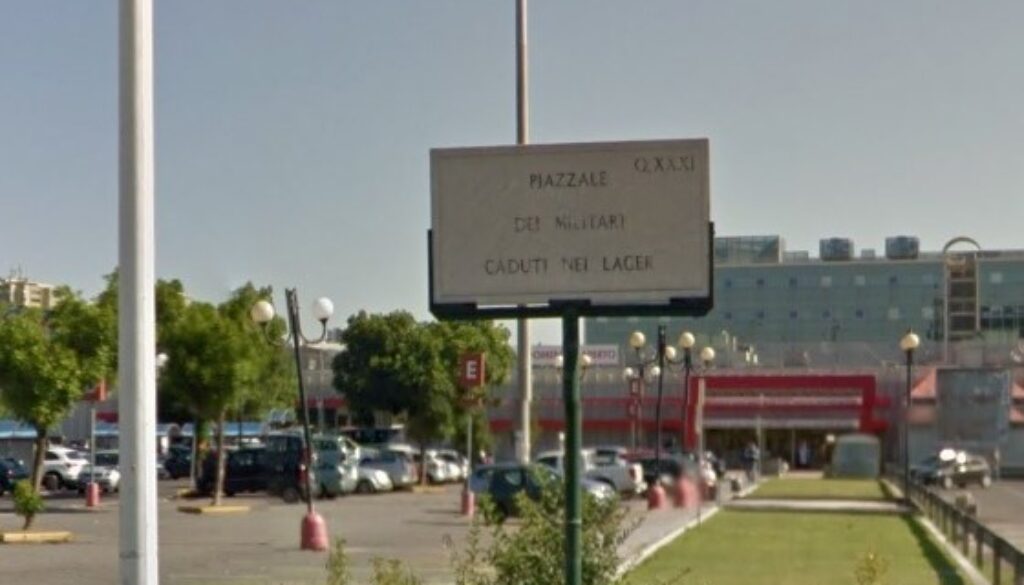 Q. XXXI
PIAZZALE
DEI MILITARI
CADUTI NEI LAGER
E